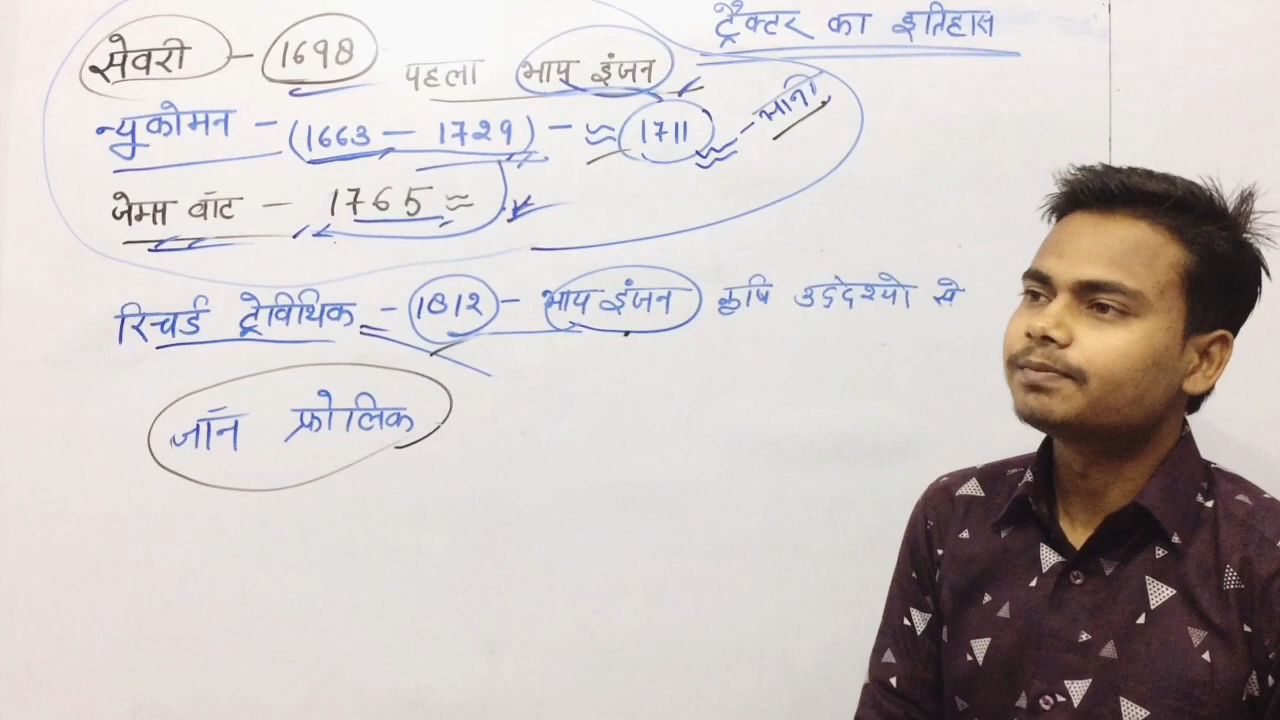 ट्रैक्टर का इतिहास
सेवरी - 1698 पहला भाप इंजन
न्यूकोमन - (1663 - 1729) - ≈ 1711 - पानी
जेम्स वॉट - 1765 ≈
रिचर्ड ट्रेविथिक - 1812 - भाप इंजन कृषि उद्देश्यो से
जॉन फ्रोलिक